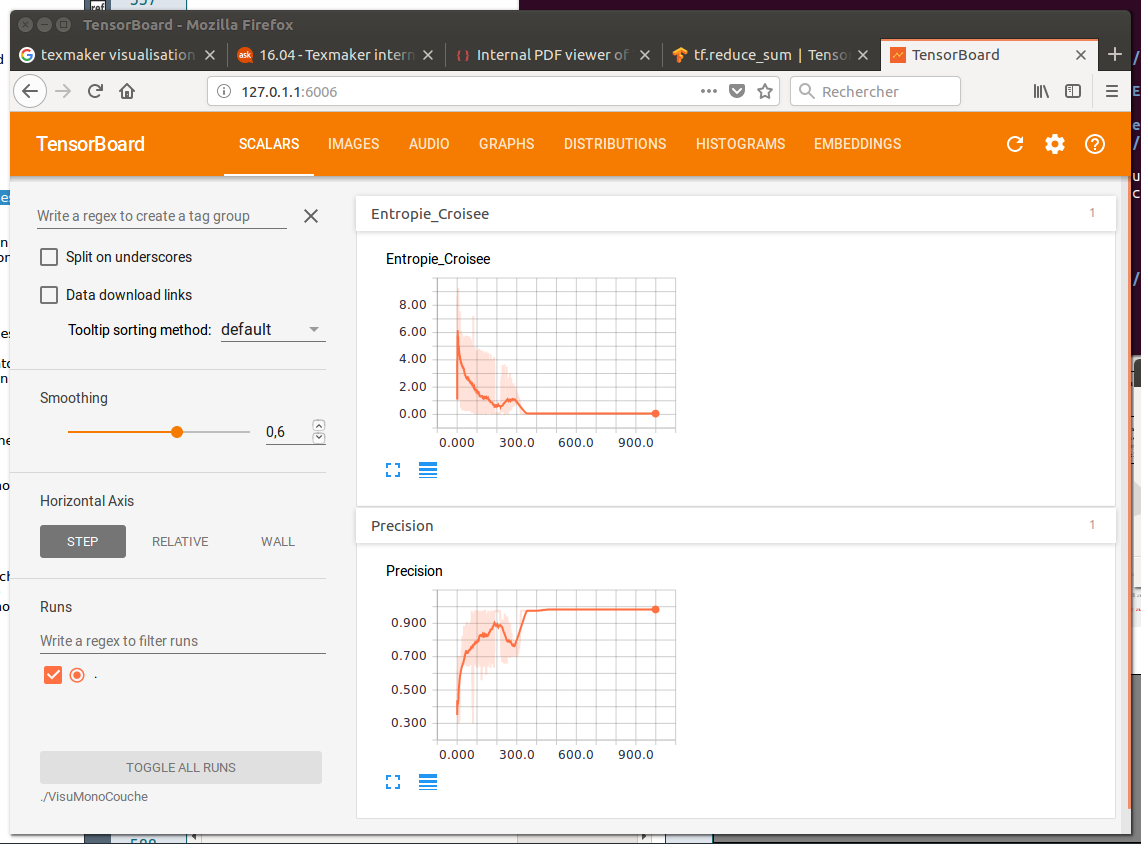 TensorBoard - Mozilla Firefox
texmaker visualisation
ask 16.04 - Texmaker intern
Internal PDF viewer of
tf.reduce_sum | Tenso
TensorBoard
127.0.1.1:6006
Rechercher
TensorBoard
SCALARS IMAGES AUDIO GRAPHS DISTRIBUTIONS HISTOGRAMS EMBEDDINGS
Write a regex to create a tag group
Split on underscores
Data download links
Tooltip sorting method: default
Smoothing
0,6
Horizontal Axis
STEP RELATIVE WALL
Runs
Write a regex to filter runs
.
TOGGLE ALL RUNS
./VisuMonoCouche
Entropie_Croisee 1
Entropie_Croisee
8.00
6.00
4.00
2.00
0.00
0.000 300.0 600.0 900.0
Precision 1
Precision
0.900
0.700
0.500
0.300
0.000 300.0 600.0 900.0